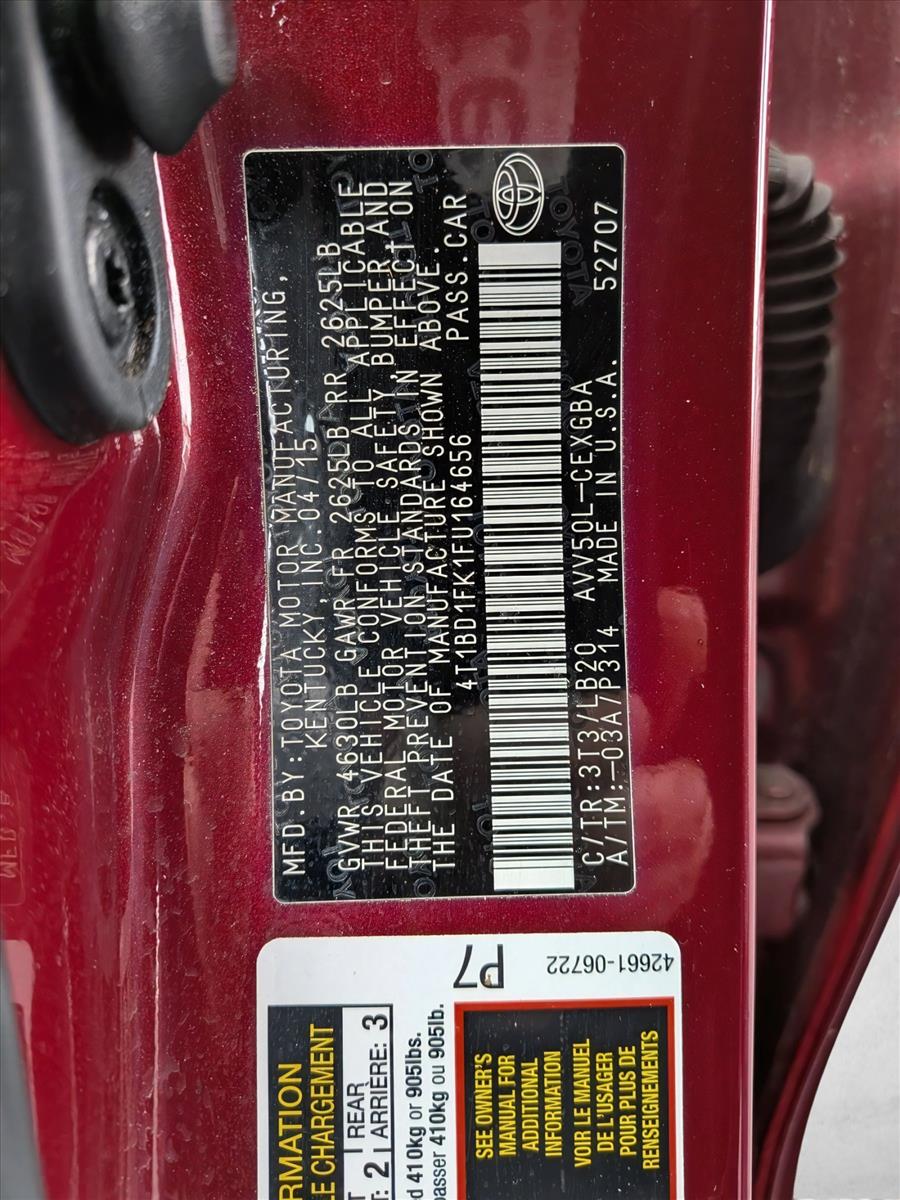 MFD.BY:TOYOTA MOTOR MANUFACTURING,
KENTUCKY INC. 04/15
GVWR 4630LB GAWR FR 2625LB RR 2625LB
THIS VEHICLE CONFORMS TO ALL APPLICABLE
FEDERAL MOTOR VEHICLE SAFETY, BUMPER, AND
THEFT PREVENTION STANDARDS IN EFFECT ON
THE DATE OF MANUFACTURE SHOWN ABOVE.
4T1BD1FK1FU164656 PASS.CAR
C/TR:3T3/LB20 AVV50L-CEXGBA
A/TM:-03A/P314 MADE IN U.S.A. 52707
P7
42661-06722
REAR
2 ARRIÈRE: 3
410kg or 905lbs.
410kg ou 905lb.
SEE OWNER'S
MANUAL FOR
ADDITIONAL
INFORMATION
VOIR LE MANUEL
DE L'USAGER
POUR PLUS DE
RENSEIGNEMENTS